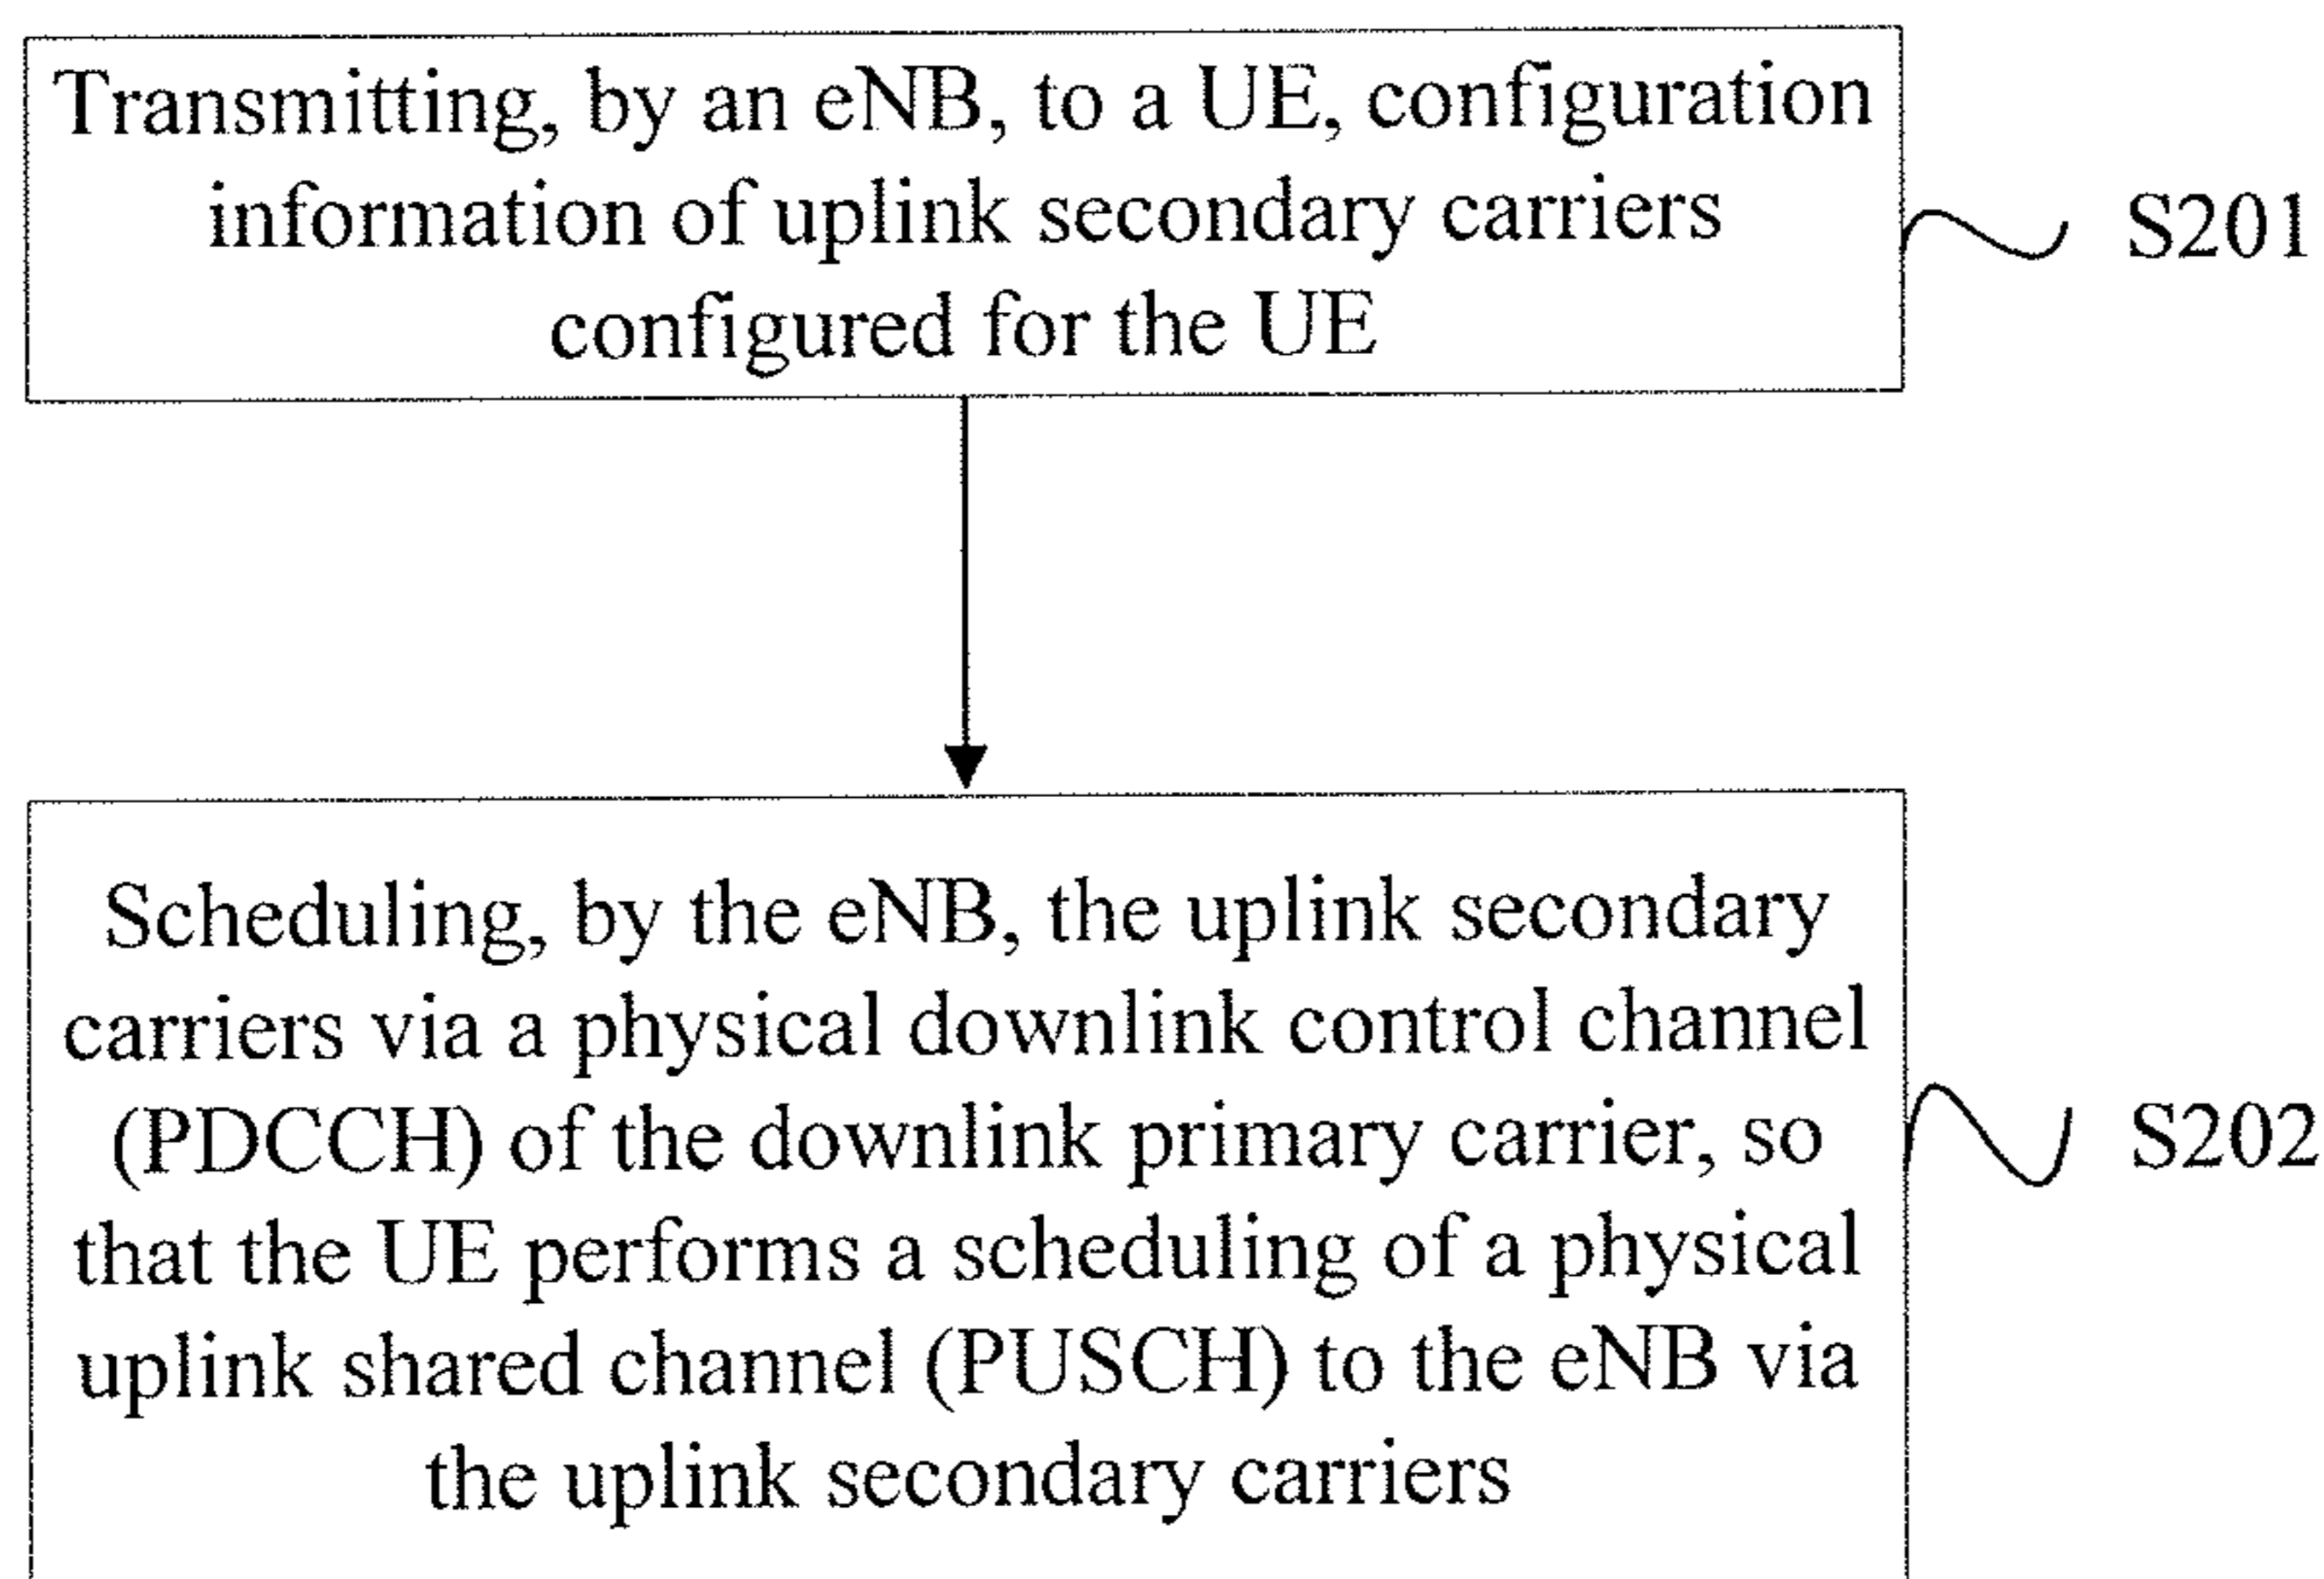 Transmitting, by an eNB, to a UE, configuration
information of uplink secondary carriers
configured for the UE
S201
Scheduling, by the eNB, the uplink secondary
carriers via a physical downlink control channel
(PDCCH) of the downlink primary carrier, so
that the UE performs a scheduling of a physical
uplink shared channel (PUSCH) to the eNB via
the uplink secondary carriers
S202